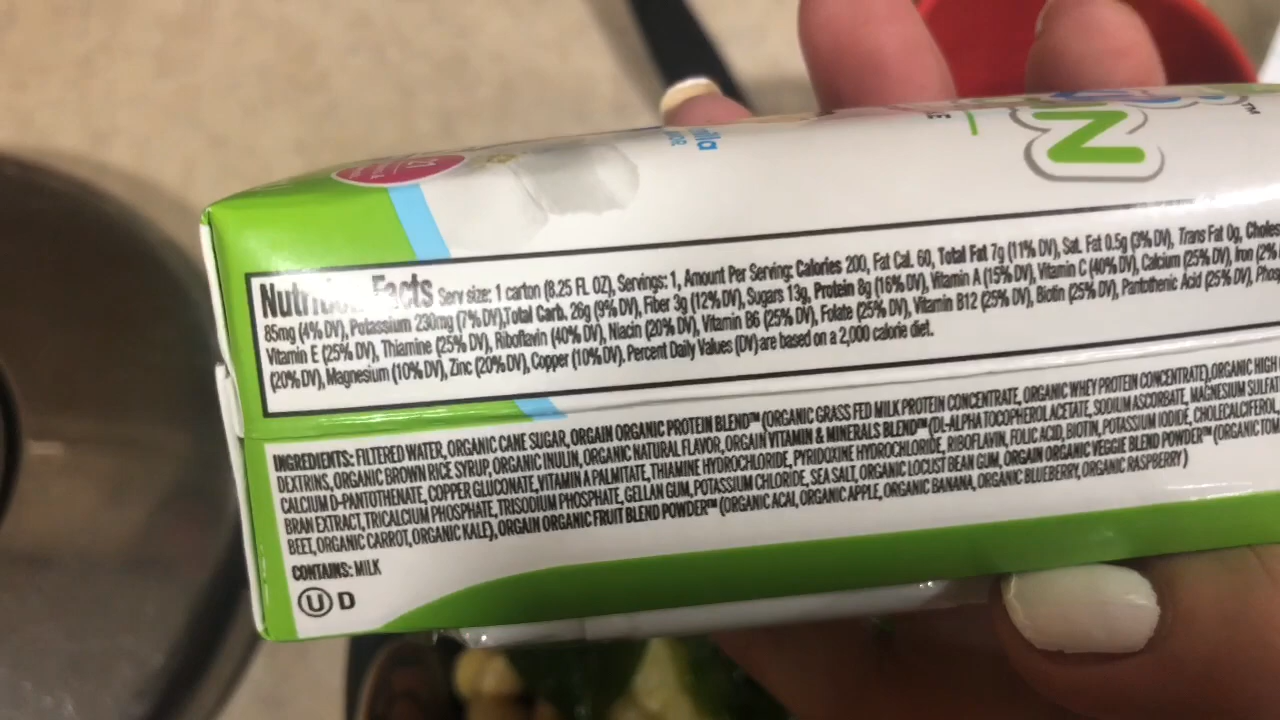 N
TM
Nutrition Facts Serv size: 1 carton (8.25 FL OZ), Servings: 1, Amount Per Serving: Calories 200, Fat Cal. 60, Total Fat 7g (11% DV), Sat. Fat 0.5g (3% DV), Trans Fat 0g, Choles
85mg (4% DV), Potassium 230mg (7% DV),Total Carb. 26g (9% DV), Fiber 3g (12% DV), Sugars 13g, Protein 8g (16% DV), Vitamin A (15% DV), Vitamin C (40% DV), Calcium (25% DV), Iron (2%
Vitamin E (25% DV), Thiamine (25% DV), Riboflavin (40% DV), Niacin (20% DV), Vitamin B6 (25% DV), Folate (25% DV), Vitamin B12 (25% DV), Biotin (25% DV), Pantothenic Acid (25% DV), Phos
(20% DV), Magnesium (10% DV), Zinc (20% DV), Copper (10% DV). Percent Daily Values (DV) are based on a 2,000 calorie diet.
INGREDIENTS: FILTERED WATER, ORGANIC CANE SUGAR, ORGAIN ORGANIC PROTEIN BLEND™ (ORGANIC GRASS FED MILK PROTEIN CONCENTRATE, ORGANIC WHEY PROTEIN CONCENTRATE), ORGANIC HIGH
DEXTRINS, ORGANIC BROWN RICE SYRUP, ORGANIC INULIN, ORGANIC NATURAL FLAVOR, ORGAIN VITAMIN & MINERALS BLEND™ (DL-ALPHA TOCOPHEROL ACETATE, SODIUM ASCORBATE, MAGNESIUM SULFAT
CALCIUM D-PANTOTHENATE, COPPER GLUCONATE, VITAMIN A PALMITATE, THIAMINE HYDROCHLORIDE, PYRIDOXINE HYDROCHLORIDE, RIBOFLAVIN, FOLIC ACID, BIOTIN, POTASSIUM IODIDE, CHOLECALCIFEROL,
BRAN EXTRACT, TRICALCIUM PHOSPHATE, TRISODIUM PHOSPHATE, GELLAN GUM, POTASSIUM CHLORIDE, SEA SALT, ORGANIC LOCUST BEAN GUM, ORGAIN ORGANIC VEGGIE BLEND POWDER™ (ORGANIC TOM
BEET, ORGANIC CARROT, ORGANIC KALE), ORGAIN ORGANIC FRUIT BLEND POWDER™ (ORGANIC ACAI, ORGANIC APPLE, ORGANIC BANANA, ORGANIC BLUEBERRY, ORGANIC RASPBERRY)
CONTAINS: MILK
U D